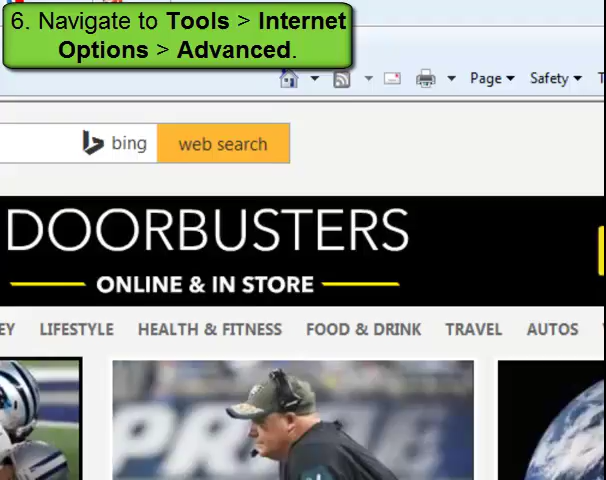 6. Navigate to Tools > Internet
Options > Advanced.
Page
Safety
bing
web search
DOORBUSTERS
ONLINE & IN STORE
EY LIFESTYLE HEALTH & FITNESS FOOD & DRINK TRAVEL AUTOS